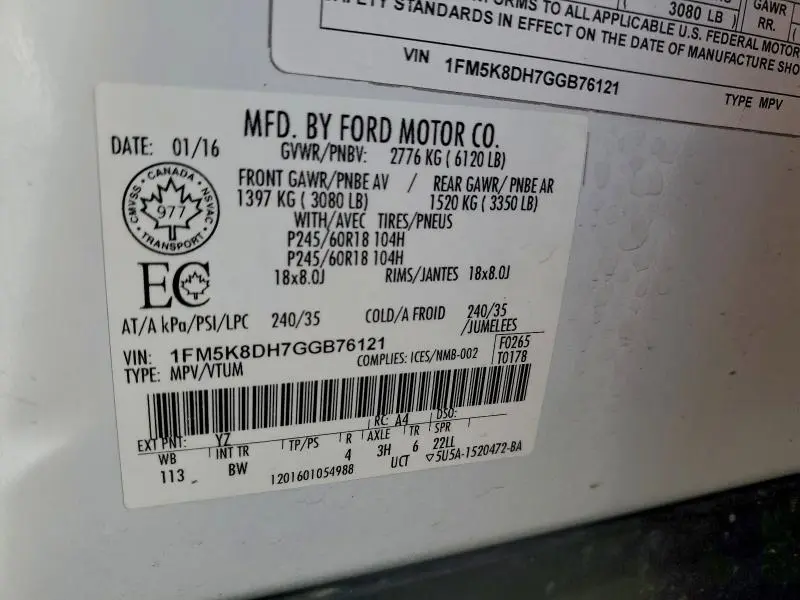 ORMS TO ALL APPLICABLE U.S. FEDERAL MOTOR
3080 LB )
GAWR
RR.
SAFETY STANDARDS IN EFFECT ON THE DATE OF MANUFACTURE SHO
VIN 1FM5K8DH7GGB76121
TYPE MPV
MFD. BY FORD MOTOR CO.
DATE: 01/16
GVWR/PNBV: 2776 KG ( 6120 LB)
FRONT GAWR/PNBE AV / REAR GAWR/ PNBE AR
1397 KG ( 3080 LB) 1520 KG ( 3350 LB)
WITH/AVEC TIRES/PNEUS
P245/60R18 104H
P245/60R18 104H
18x8.0J RIMS/JANTES 18x8.0J
CMVSS · CANADA · NSVAC · TRANSPORT
977
EC
AT/A kPa/PSI/LPC 240/35 COLD/A FROID 240/35
/JUMELEES
VIN: 1FM5K8DH7GGB76121
F0265
TYPE: MPV/VTUM COMPLIES: ICES/NMB-002 T0178
RC: A4 DSO:
EXT PNT: YZ
WB INT TR TP/PS R AXLE TR SPR
113 BW 4 3H 6 22LL
1201601054988 UCT ▽5U5A-1520472-BA